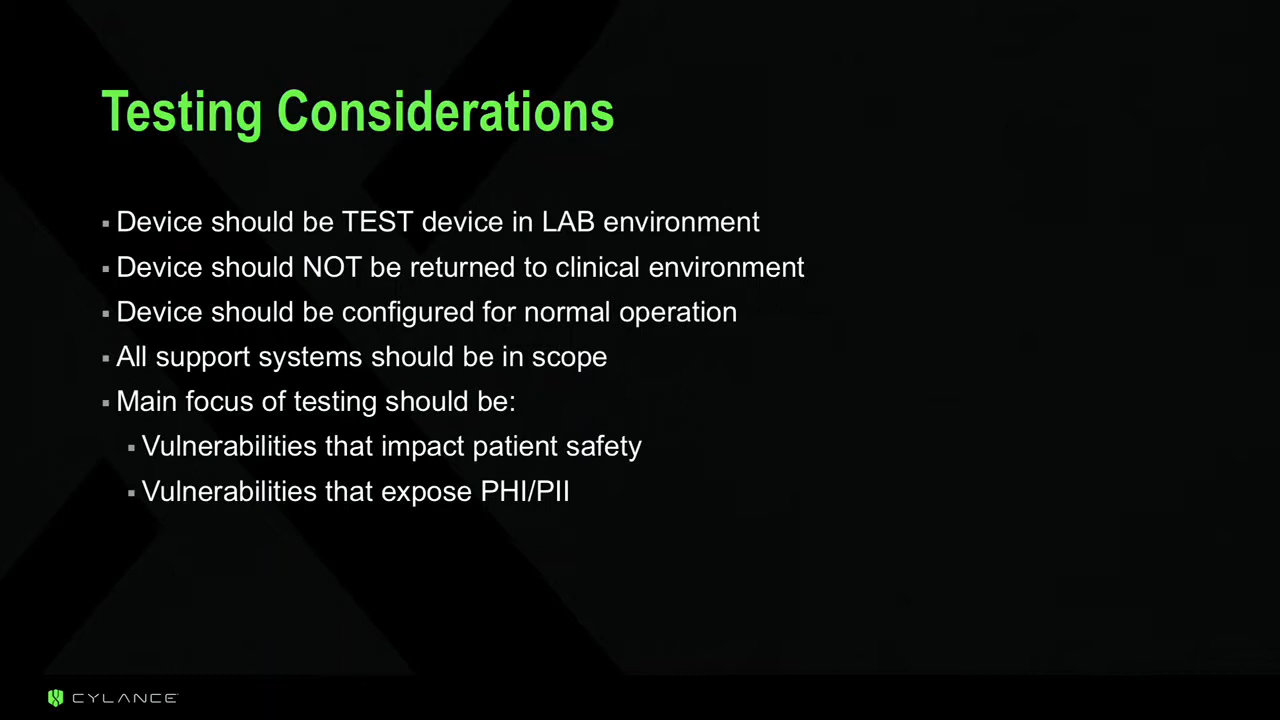 Testing Considerations
▪ Device should be TEST device in LAB environment
▪ Device should NOT be returned to clinical environment
▪ Device should be configured for normal operation
▪ All support systems should be in scope
▪ Main focus of testing should be:
▪ Vulnerabilities that impact patient safety
▪ Vulnerabilities that expose PHI/PII
CYLANCE